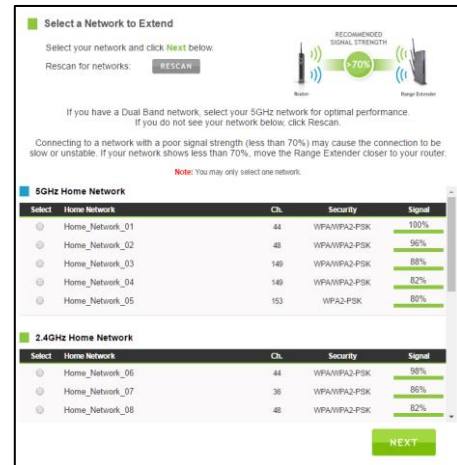 Select a Network to Extend
Select your network and click Next below.
Rescan for networks: RESCAN
RECOMMENDED
SIGNAL STRENGTH
>70%
Router
Range Extender
If you have a Dual Band network, select your 5GHz network for optimal performance.
If you do not see your network below, click Rescan.
Connecting to a network with a poor signal strength (less than 70%) may cause the connection to be
slow or unstable. If your network shows less than 70%, move the Range Extender closer to your router.
Note: You may only select one network.
5GHz Home Network
Select Home Network Ch. Security Signal
Home_Network_01 44 WPA/WPA2-PSK 100%
Home_Network_02 48 WPA/WPA2-PSK 96%
Home_Network_03 149 WPA/WPA2-PSK 88%
Home_Network_04 149 WPA/WPA2-PSK 82%
Home_Network_05 153 WPA2-PSK 80%
2.4GHz Home Network
Select Home Network Ch. Security Signal
Home_Network_06 44 WPA/WPA2-PSK 98%
Home_Network_07 36 WPA/WPA2-PSK 86%
Home_Network_08 48 WPA/WPA2-PSK 82%
NEXT